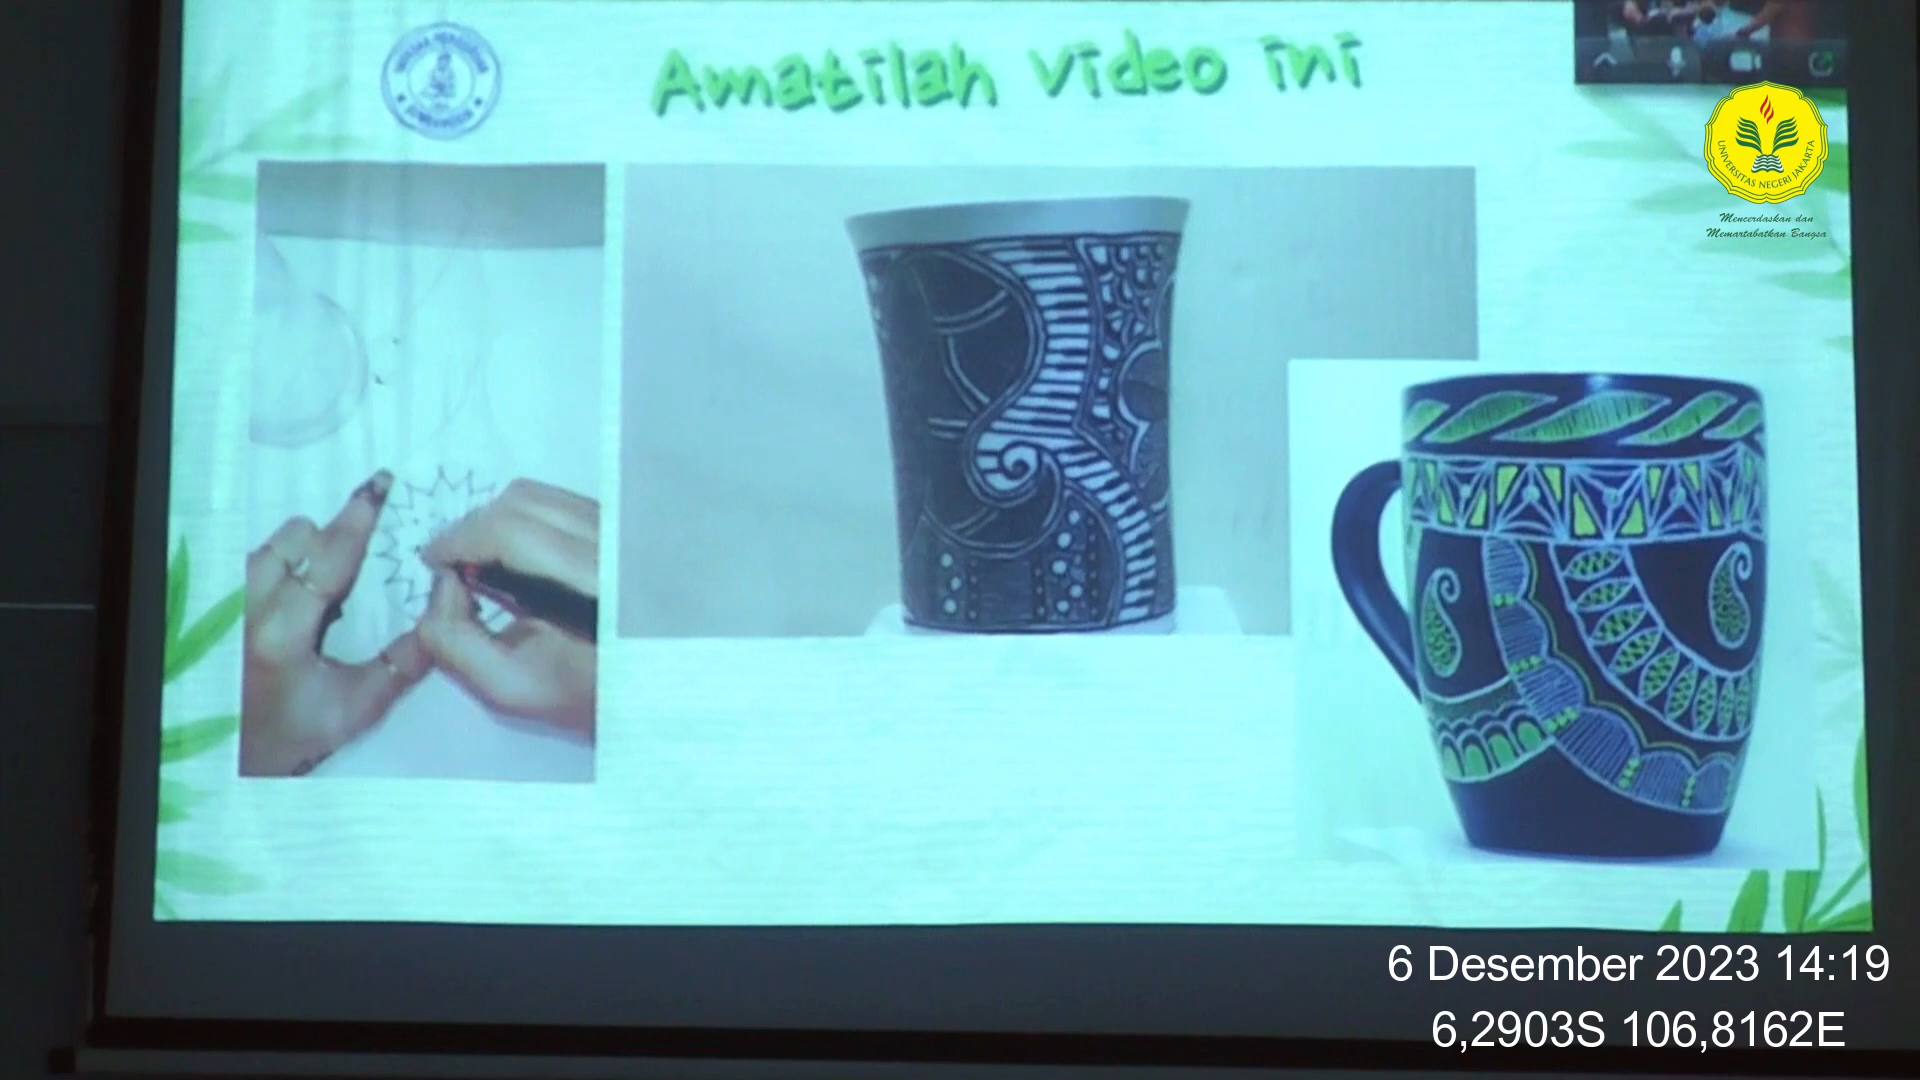 Amatilah video ini
UNIVERSITAS NEGERI JAKARTA
Mencerdaskan dan
Memartabatkan Bangsa
6 Desember 2023 14:19
6,2903S 106,8162E